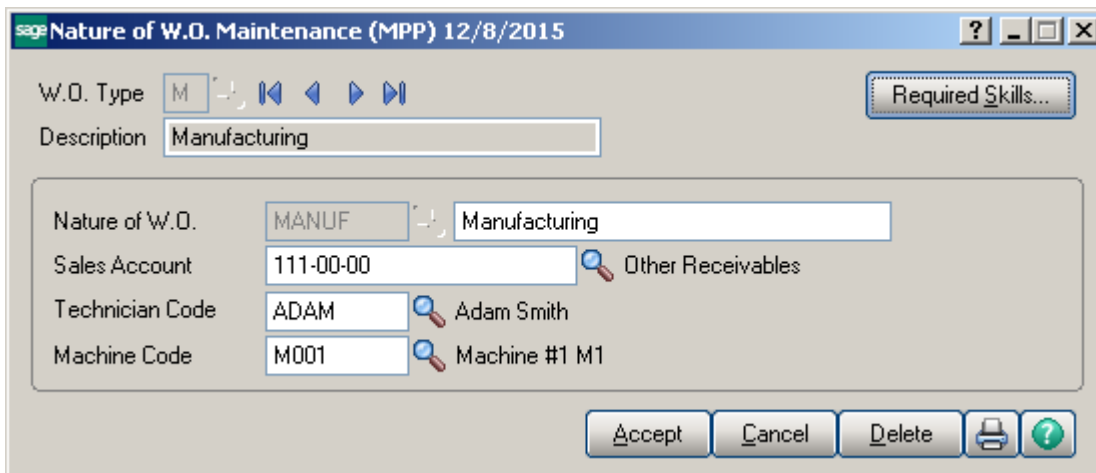 sage Nature of W.O. Maintenance (MPP) 12/8/2015 ?
W.O. Type M Required Skills...
Description Manufacturing
Nature of W.O. MANUF Manufacturing
Sales Account 111-00-00 Other Receivables
Technician Code ADAM Adam Smith
Machine Code M001 Machine #1 M1
Accept Cancel Delete ?